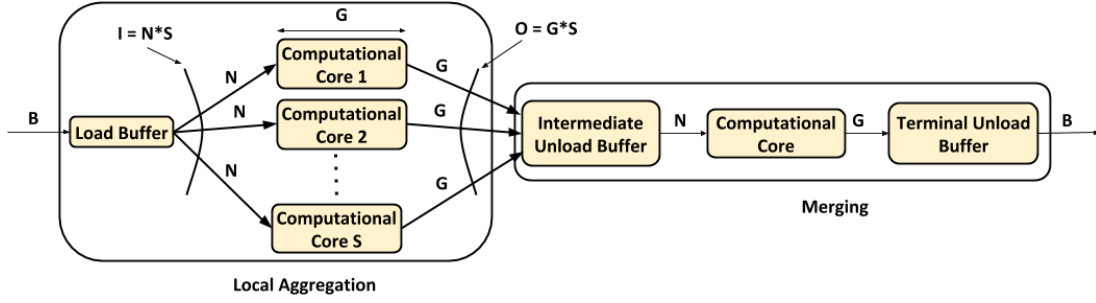 G
I = N*S
O = G*S
Computational
Core 1
N
G
B
Load Buffer
N
Computational
Core 2
G
Intermediate
Unload Buffer
N
Computational
Core
G
Terminal Unload
Buffer
B
N
G
Computational
Core S
Merging
Local Aggregation